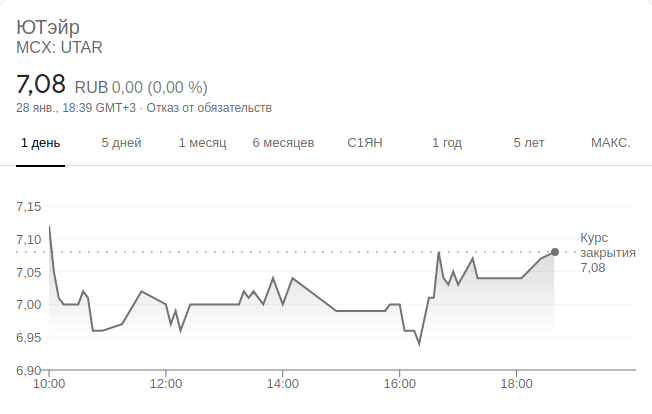 ЮТэйр
MCX: UTAR
7,08 RUB 0,00 (0,00 %)
28 янв., 18:39 GMT+3 · Отказ от обязательств
1 день 5 дней 1 месяц 6 месяцев С1ЯН 1 год 5 лет МАКС.
7,15
7,10
7,05
7,00
6,95
6,90
Курс
закрытия
7,08
10:00 12:00 14:00 16:00 18:00